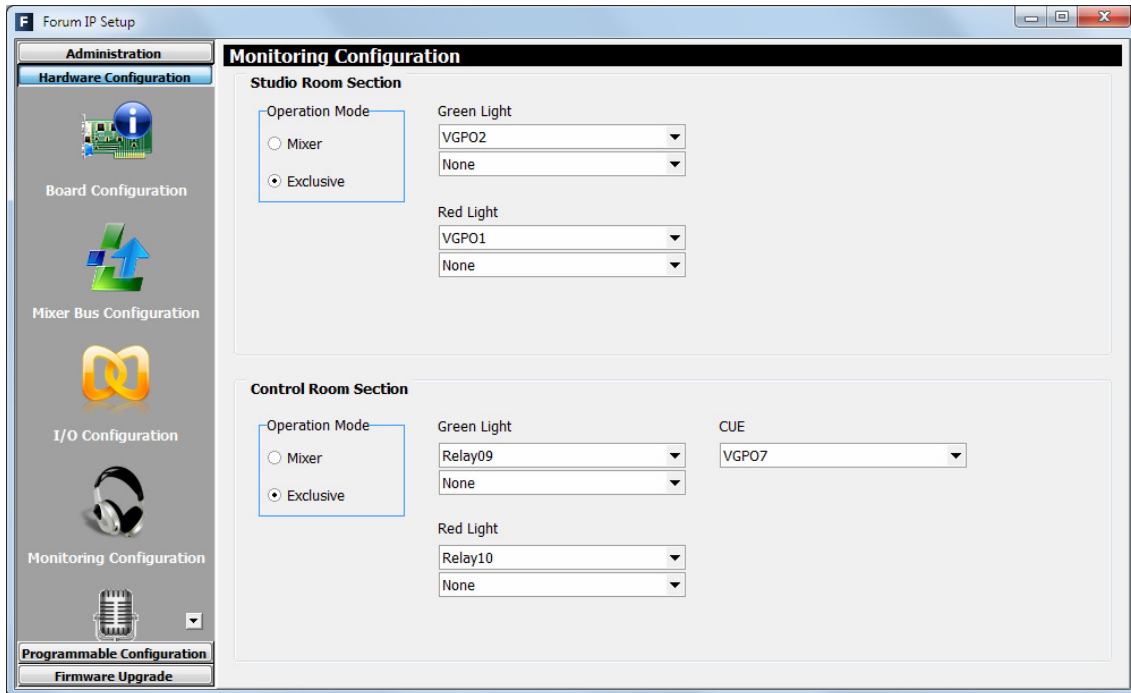 F Forum IP Setup
Administration
Hardware Configuration
i
Board Configuration
Mixer Bus Configuration
I/O Configuration
Monitoring Configuration
Programmable Configuration
Firmware Upgrade
Monitoring Configuration
Studio Room Section
Operation Mode
Mixer
Exclusive
Green Light
VGPO2
None
Red Light
VGPO1
None
Control Room Section
Operation Mode
Mixer
Exclusive
Green Light
Relay09
None
Red Light
Relay10
None
CUE
VGPO7